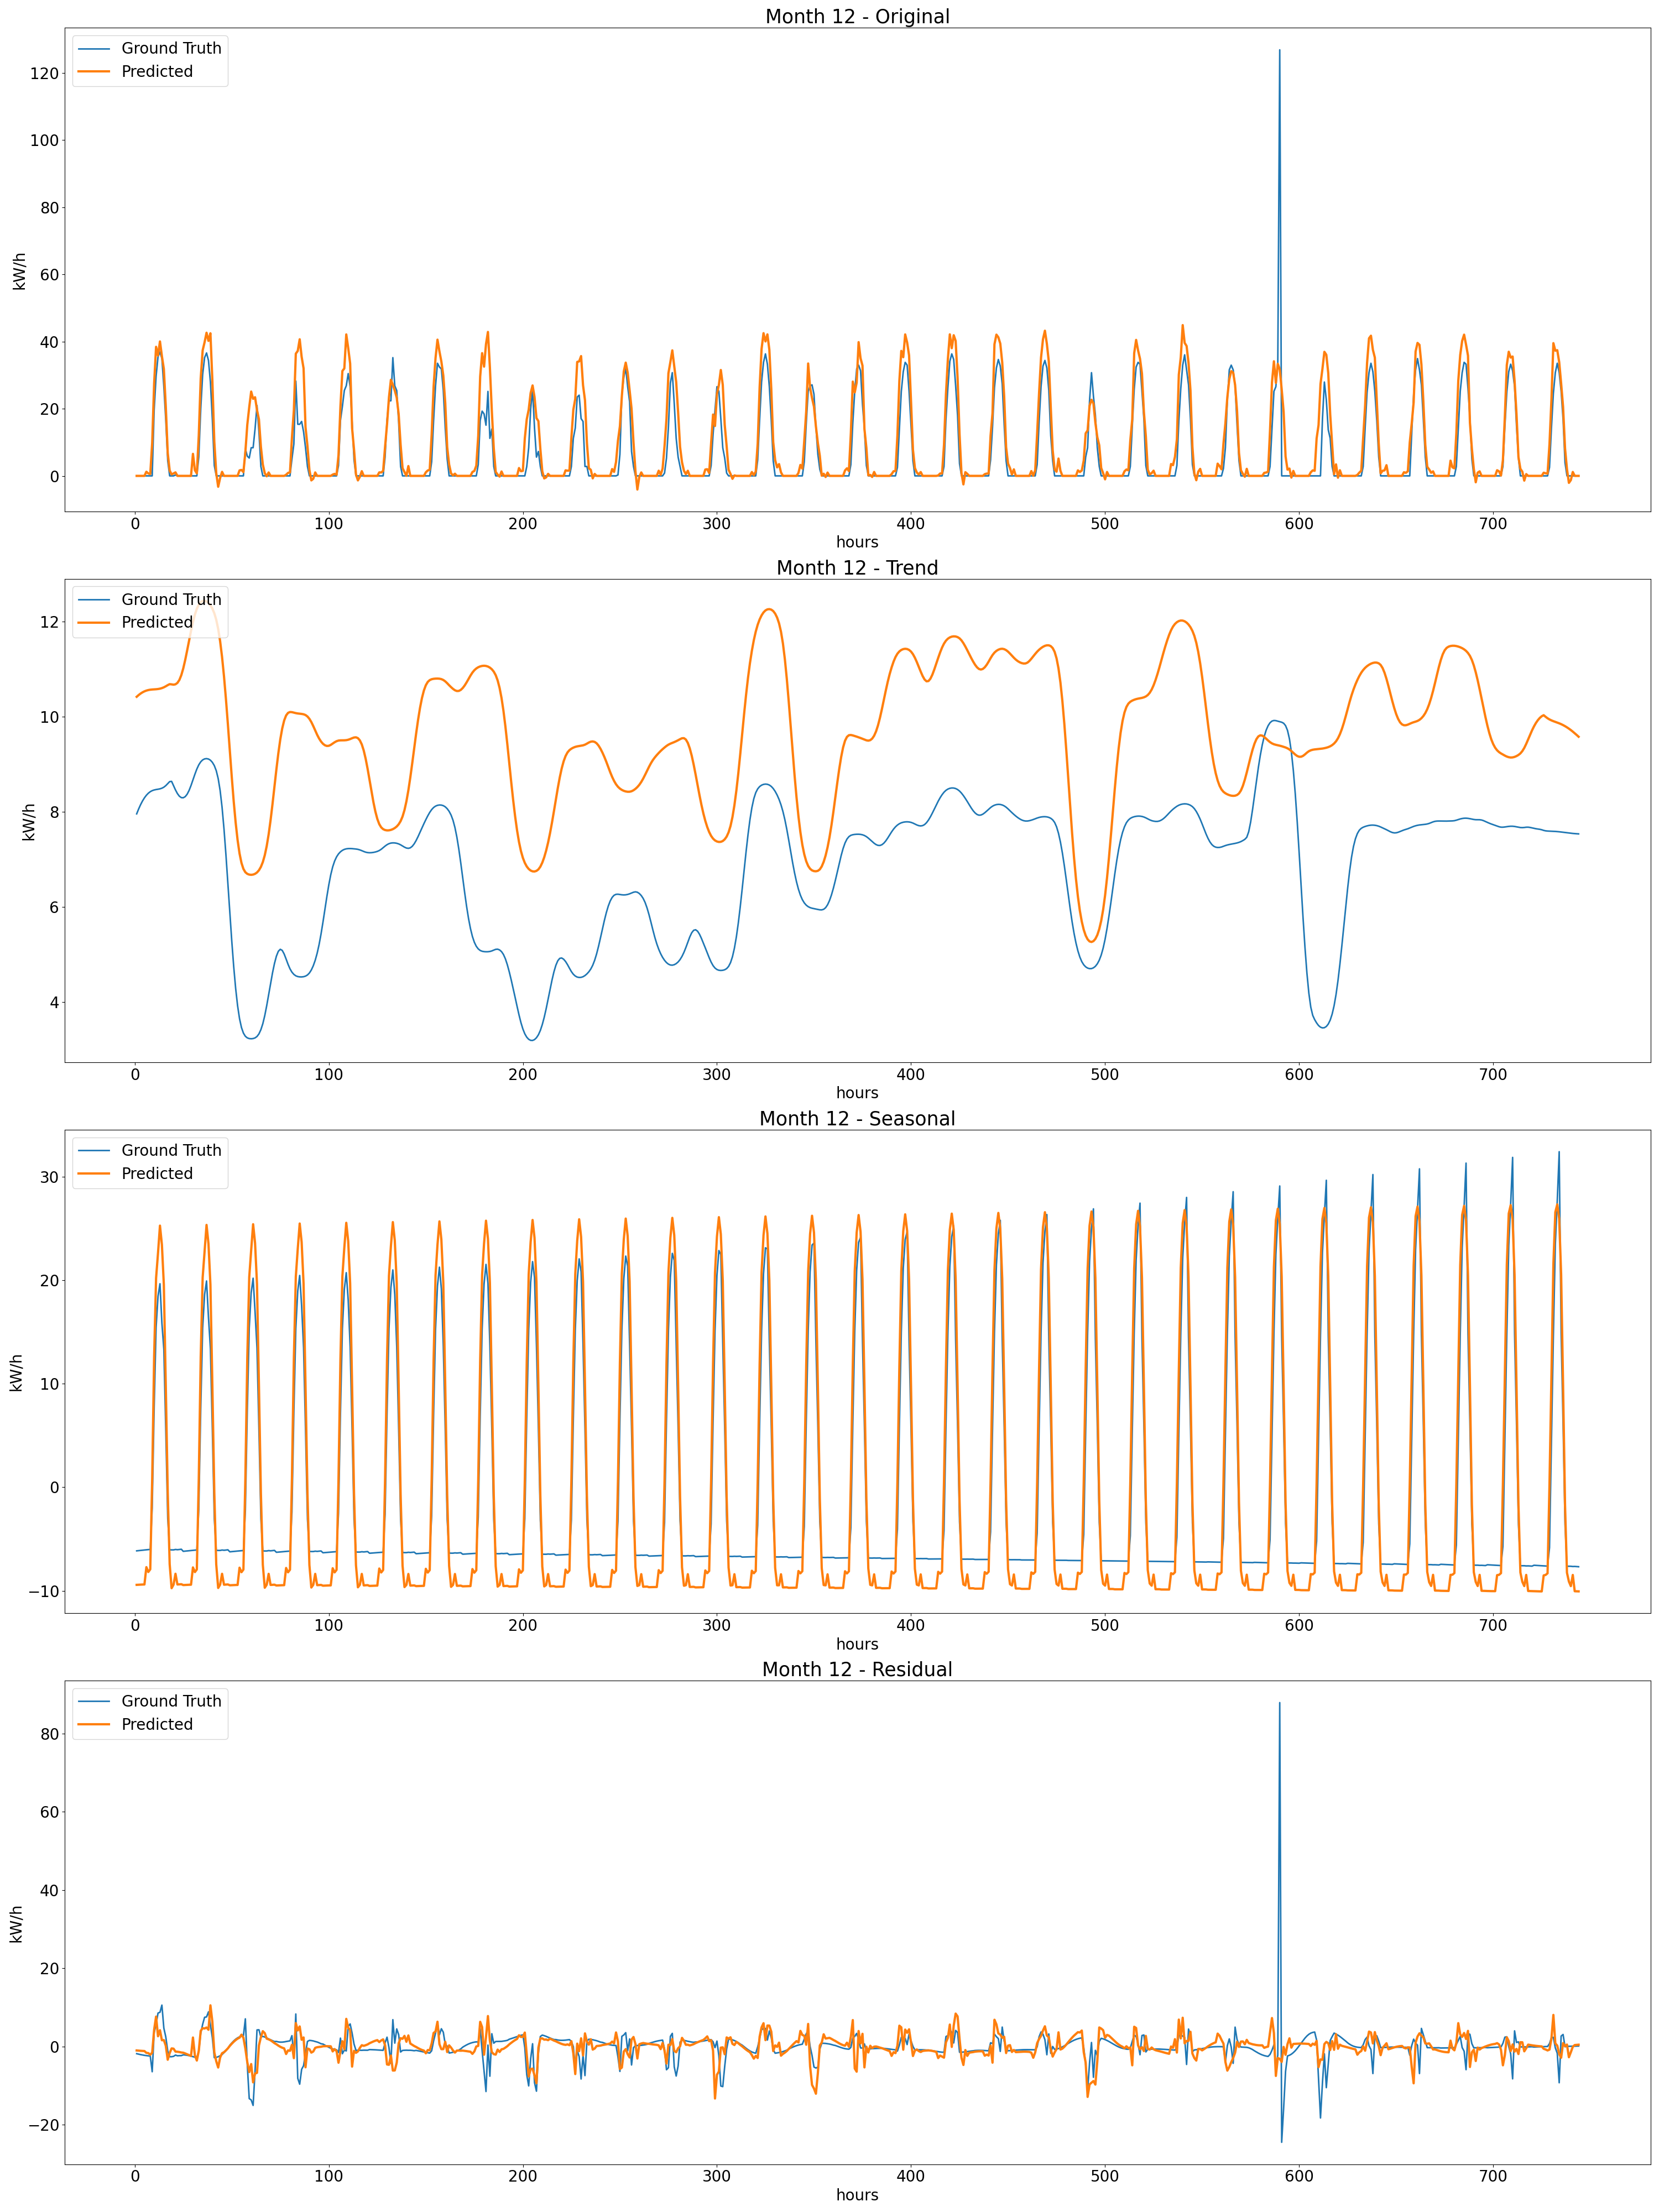 Month 12 - Original
Ground Truth
Predicted
120
100
80
60
40
20
0
kW/h
0 100 200 300 400 500 600 700
hours
Month 12 - Trend
Ground Truth
Predicted
12
10
8
6
4
kW/h
0 100 200 300 400 500 600 700
hours
Month 12 - Seasonal
Ground Truth
Predicted
30
20
10
0
−10
kW/h
0 100 200 300 400 500 600 700
hours
Month 12 - Residual
Ground Truth
Predicted
80
60
40
20
0
−20
kW/h
0 100 200 300 400 500 600 700
hours